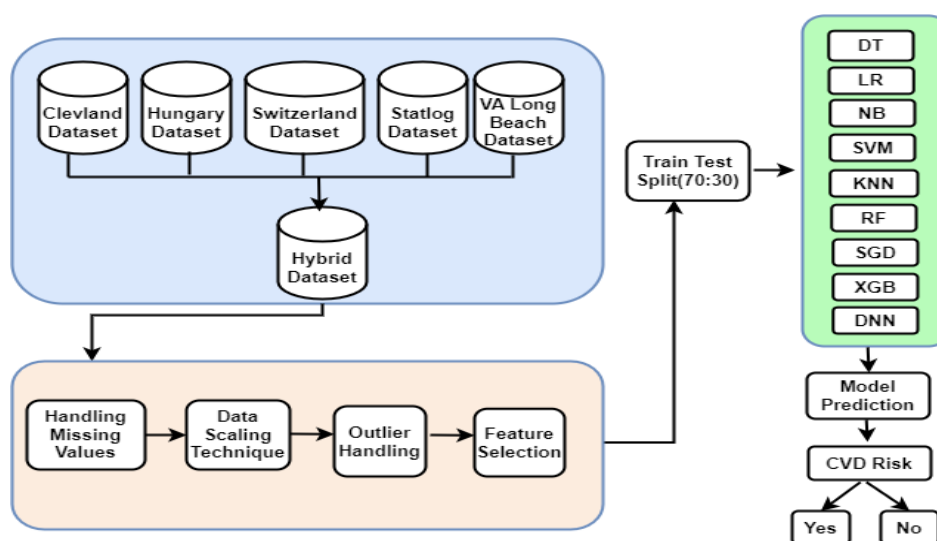 Clevland
Dataset
Hungary
Dataset
Switzerland
Dataset
Statlog
Dataset
VA Long
Beach
Dataset
Hybrid
Dataset
Handling
Missing
Values
Data
Scaling
Technique
Outlier
Handling
Feature
Selection
Train Test
Split(70:30)
DT
LR
NB
SVM
KNN
RF
SGD
XGB
DNN
Model
Prediction
CVD Risk
Yes
No